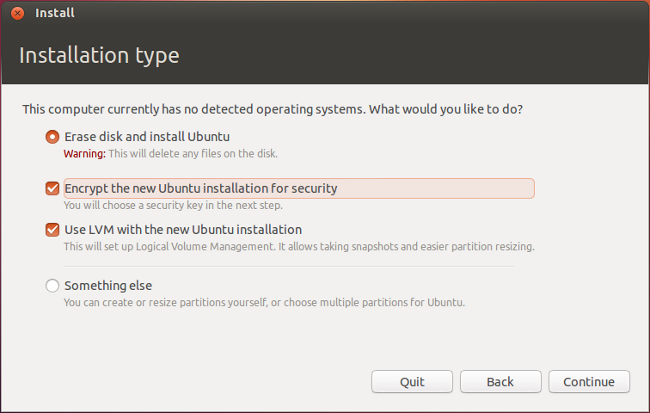 Install
Installation type
This computer currently has no detected operating systems. What would you like to do?
Erase disk and install Ubuntu
Warning: This will delete any files on the disk.
Encrypt the new Ubuntu installation for security
You will choose a security key in the next step.
Use LVM with the new Ubuntu installation
This will set up Logical Volume Management. It allows taking snapshots and easier partition resizing.
Something else
You can create or resize partitions yourself, or choose multiple partitions for Ubuntu.
Quit Back Continue